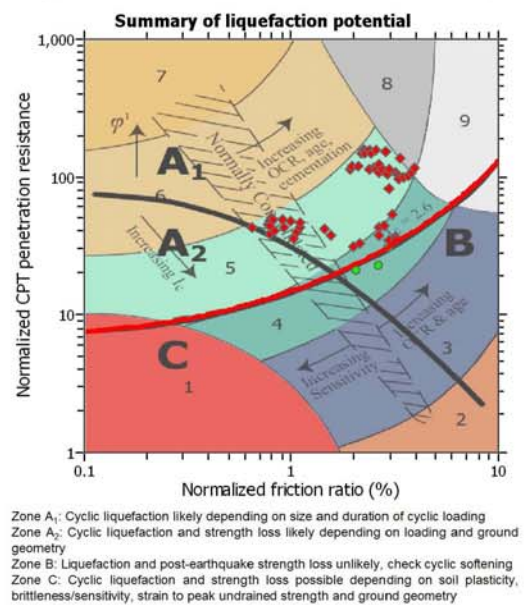 Summary of liquefaction potential
1,000
7
8
9
φ'
Normally Co
Increasing
OCR, age,
cementation
A1
100
6
A2
= 2.6
B
Increasing Ic
5
4
Increasing
OCR & age
10
C
Increasing
Sensitivity
3
1
2
1
0.1
1
10
Normalized CPT penetration resistance
Normalized friction ratio (%)
Zone A1: Cyclic liquefaction likely depending on size and duration of cyclic loading
Zone A2: Cyclic liquefaction and strength loss likely depending on loading and ground
geometry
Zone B: Liquefaction and post-earthquake strength loss unlikely, check cyclic softening
Zone C: Cyclic liquefaction and strength loss possible depending on soil plasticity,
brittleness/sensitivity, strain to peak undrained strength and ground geometry